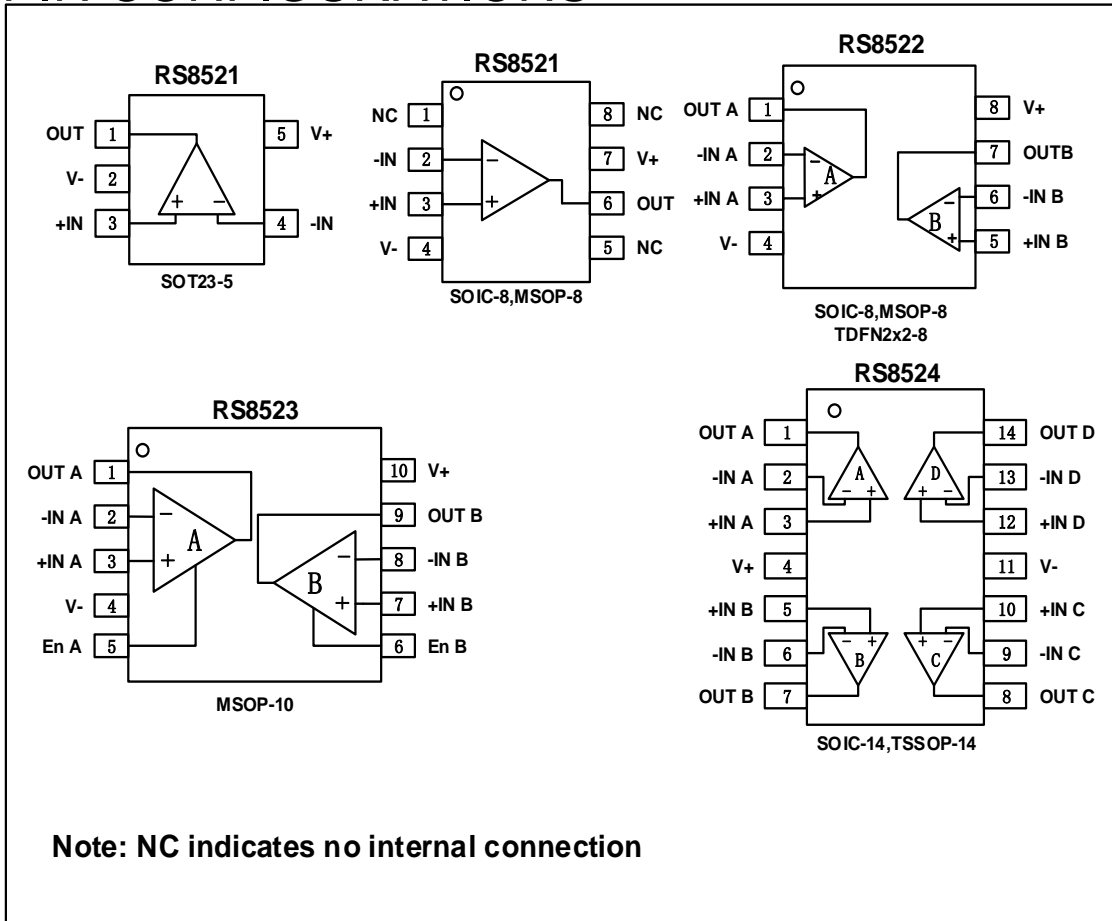 PIN CONFIGURATIONS
RS8521
OUT 1
V- 2
+IN 3
5 V+
4 -IN
+ -
SOT23-5
RS8521
NC 1
-IN 2
+IN 3
V- 4
8 NC
7 V+
6 OUT
5 NC
-
+
SOIC-8,MSOP-8
RS8522
OUT A 1
-IN A 2
+IN A 3
V- 4
8 V+
7 OUTB
6 -IN B
5 +IN B
- A +
- B +
SOIC-8,MSOP-8
TDFN2x2-8
RS8523
OUT A 1
-IN A 2
+IN A 3
V- 4
En A 5
10 V+
9 OUT B
8 -IN B
7 +IN B
6 En B
- A +
- B +
MSOP-10
RS8524
OUT A 1
-IN A 2
+IN A 3
V+ 4
+IN B 5
-IN B 6
OUT B 7
14 OUT D
13 -IN D
12 +IN D
11 V-
10 +IN C
9 -IN C
8 OUT C
A - +
D + -
- + B
+ - C
SOIC-14,TSSOP-14
Note: NC indicates no internal connection